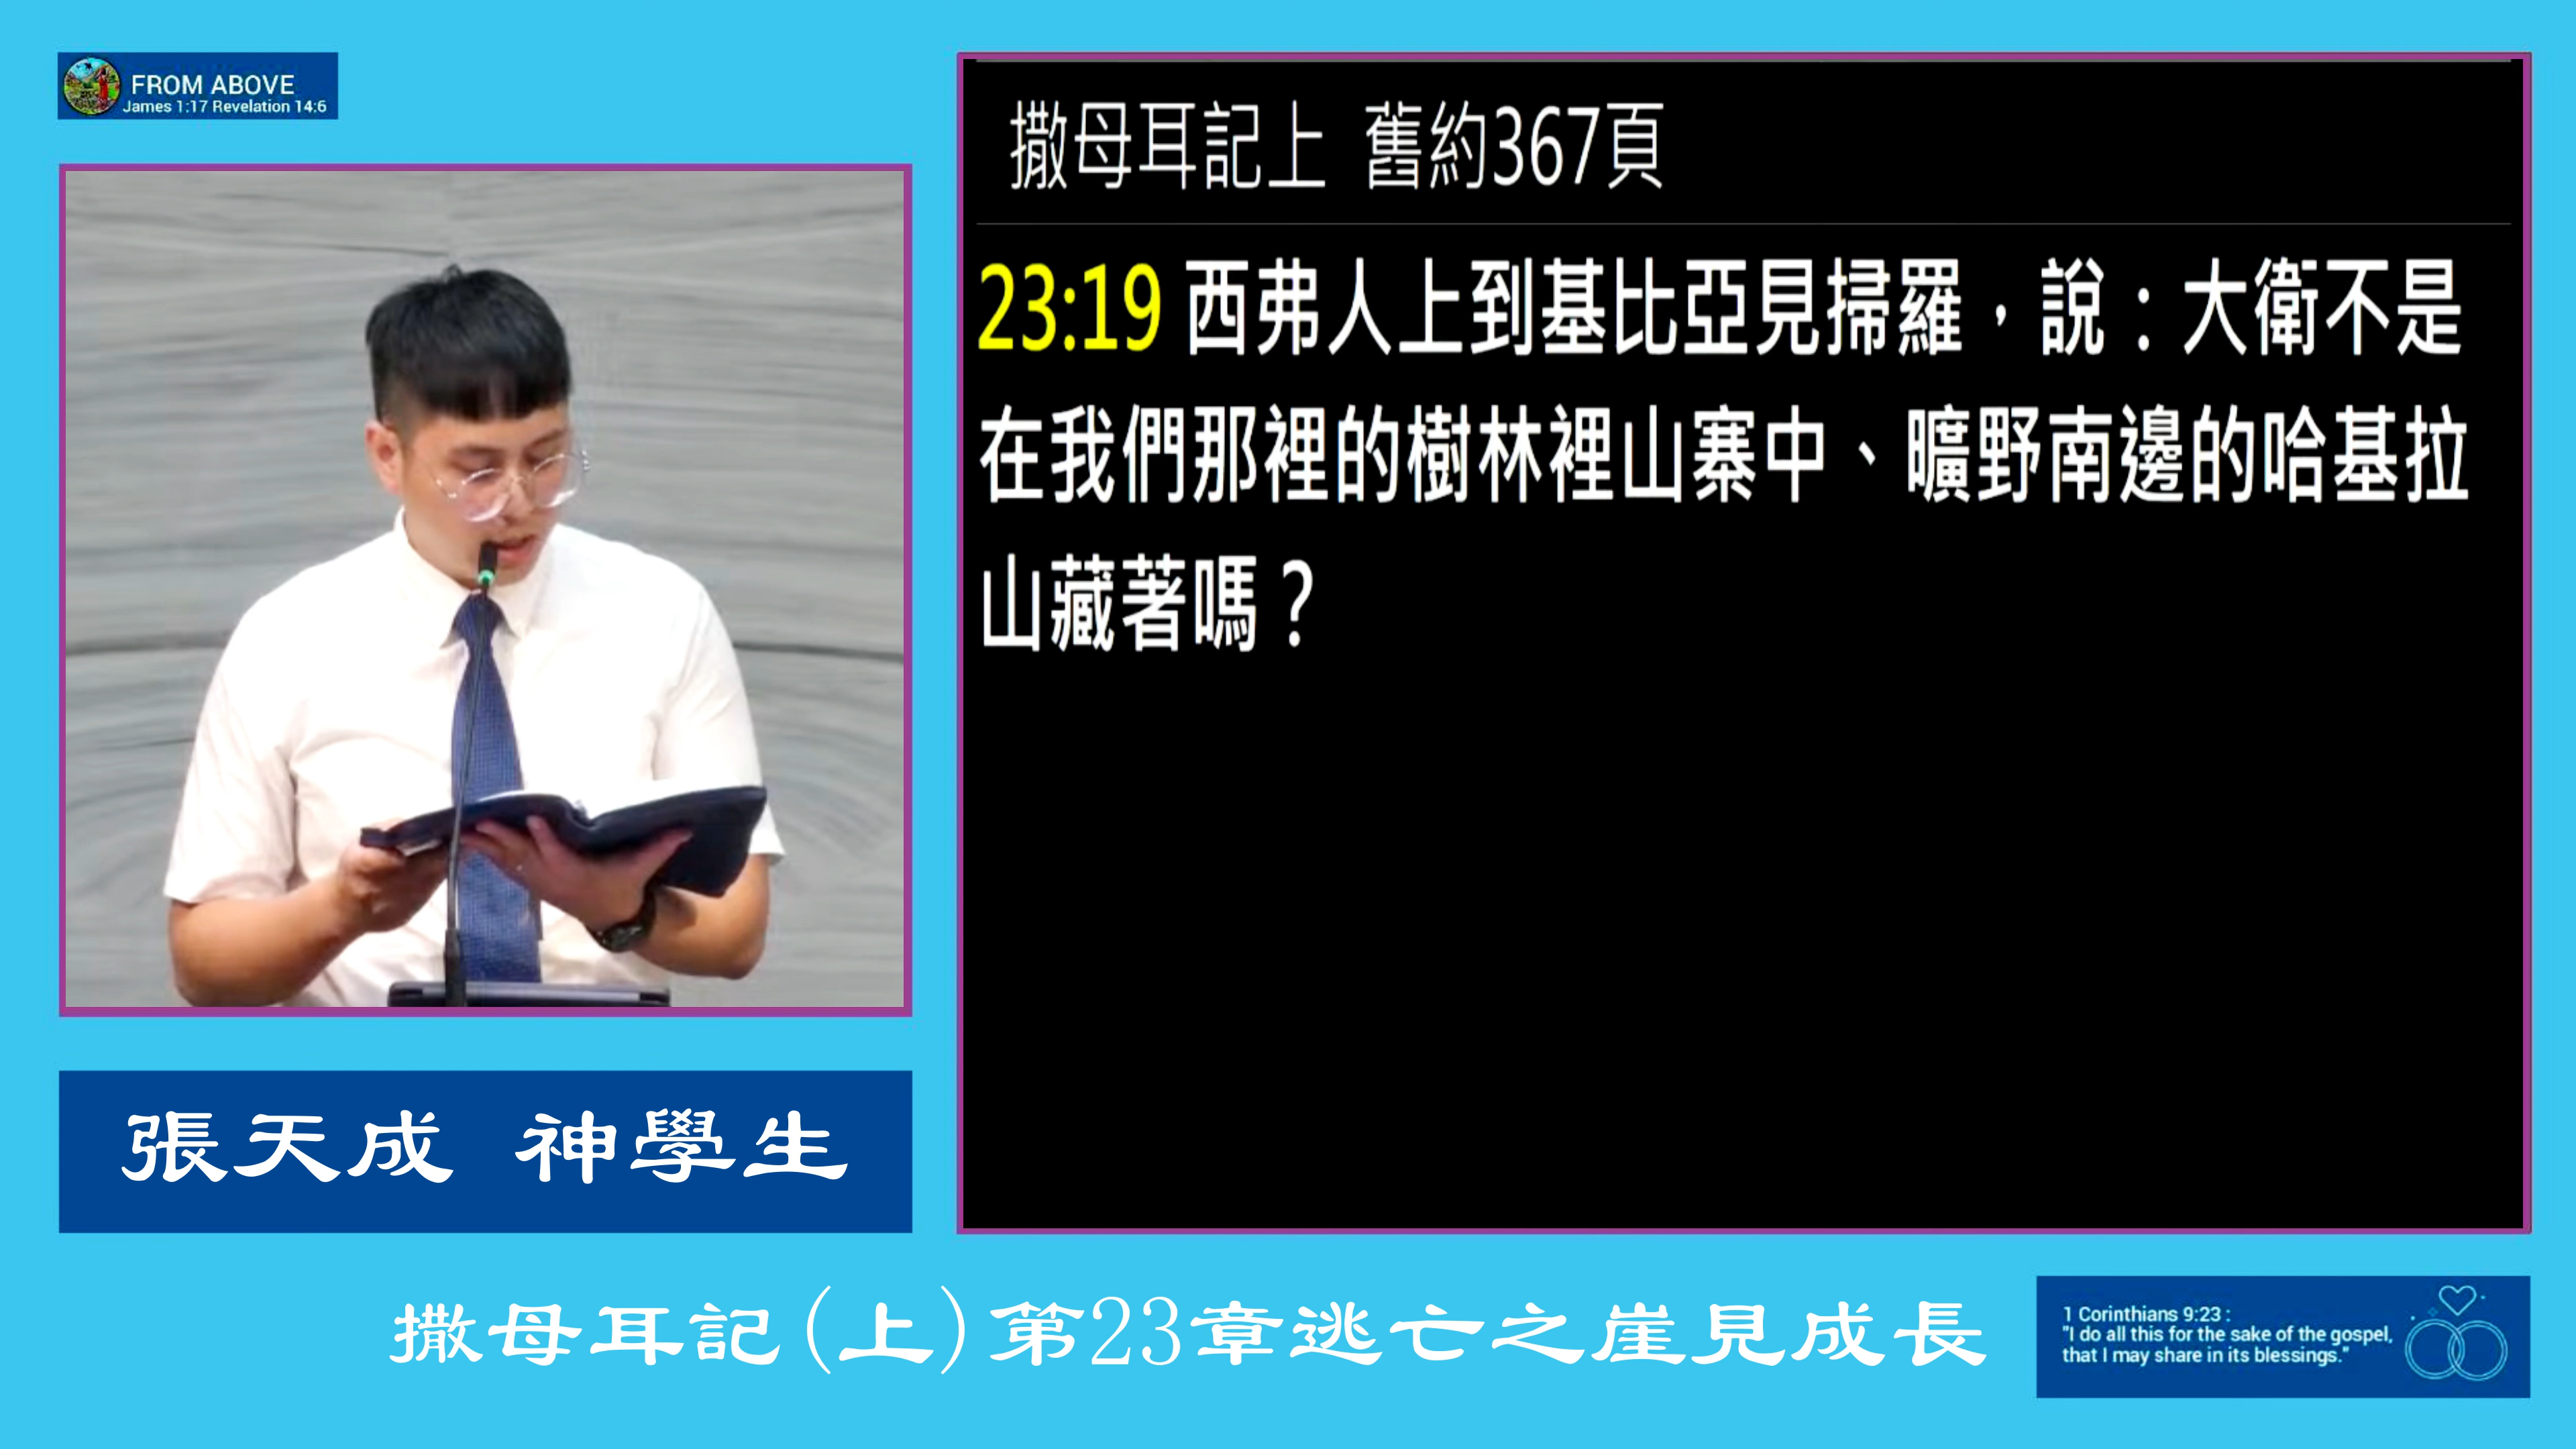 FROM ABOVE
James 1:17 Revelation 14:6
撒母耳記上 舊約367頁
23:19 西弗人上到基比亞見掃羅，說：大衛不是
在我們那裡的樹林裡山寨中、曠野南邊的哈基拉
山藏著嗎？
張天成 神學生
撒母耳記(上)第23章逃亡之崖見成長
1 Corinthians 9:23 :
"I do all this for the sake of the gospel,
that I may share in its blessings."